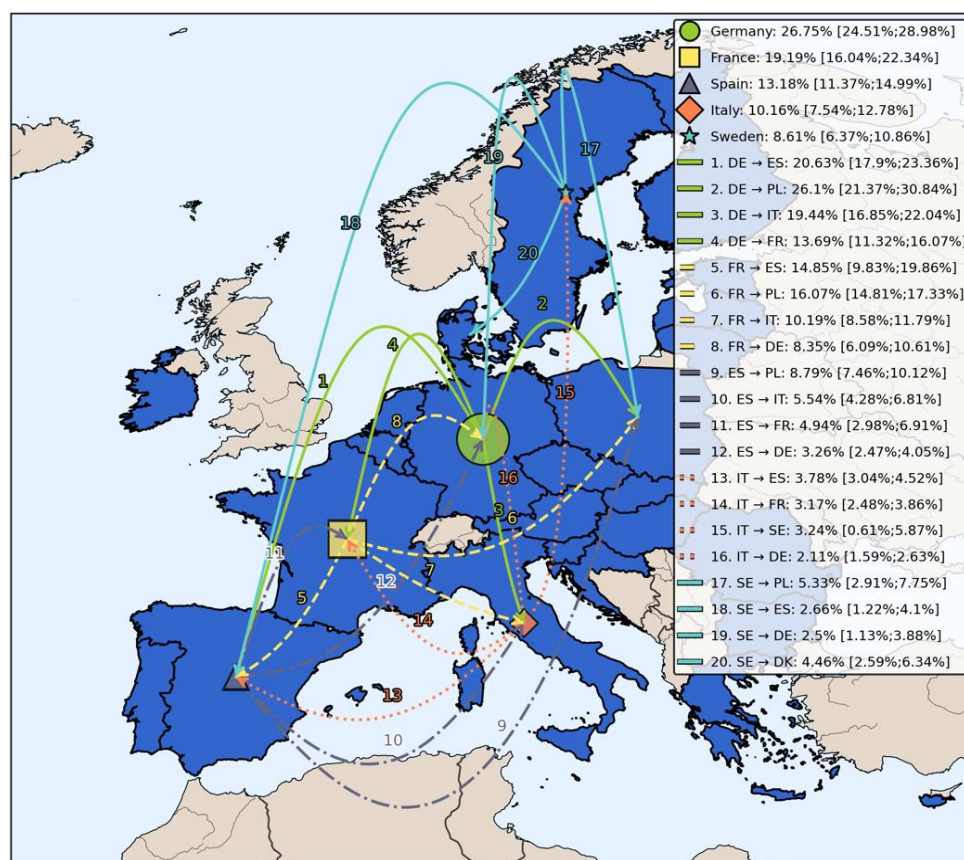 Germany: 26.75% [24.51%;28.98%]
France: 19.19% [16.04%;22.34%]
Spain: 13.18% [11.37%;14.99%]
Italy: 10.16% [7.54%;12.78%]
Sweden: 8.61% [6.37%;10.86%]
1. DE → ES: 20.63% [17.9%;23.36%]
2. DE → PL: 26.1% [21.37%;30.84%]
3. DE → IT: 19.44% [16.85%;22.04%]
4. DE → FR: 13.69% [11.32%;16.07%]
5. FR → ES: 14.85% [9.83%;19.86%]
6. FR → PL: 16.07% [14.81%;17.33%]
7. FR → IT: 10.19% [8.58%;11.79%]
8. FR → DE: 8.35% [6.09%;10.61%]
9. ES → PL: 8.79% [7.46%;10.12%]
10. ES → IT: 5.54% [4.28%;6.81%]
11. ES → FR: 4.94% [2.98%;6.91%]
12. ES → DE: 3.26% [2.47%;4.05%]
13. IT → ES: 3.78% [3.04%;4.52%]
14. IT → FR: 3.17% [2.48%;3.86%]
15. IT → SE: 3.24% [0.61%;5.87%]
16. IT → DE: 2.11% [1.59%;2.63%]
17. SE → PL: 5.33% [2.91%;7.75%]
18. SE → ES: 2.66% [1.22%;4.1%]
19. SE → DE: 2.5% [1.13%;3.88%]
20. SE → DK: 4.46% [2.59%;6.34%]
19
17
18
20
2
4
1
15
8
16
3
6
11
7
12
5
14
13
9
10